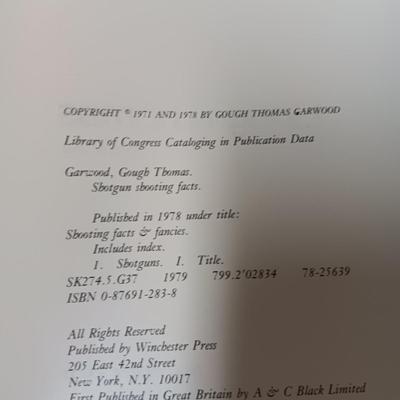 COPYRIGHT © 1971 AND 1978 BY GOUGH THOMAS GARWOOD
Library of Congress Cataloging in Publication Data
Garwood, Gough Thomas.
Shotgun shooting facts.
Published in 1978 under title:
Shooting facts & fancies.
Includes index.
1. Shotguns. I. Title.
SK274.5.G37 1979 799.2'02834 78-25639
ISBN 0-87691-283-8
All Rights Reserved
Published by Winchester Press
205 East 42nd Street
New York, N.Y. 10017
First Published in Great Britain by A & C Black Limited